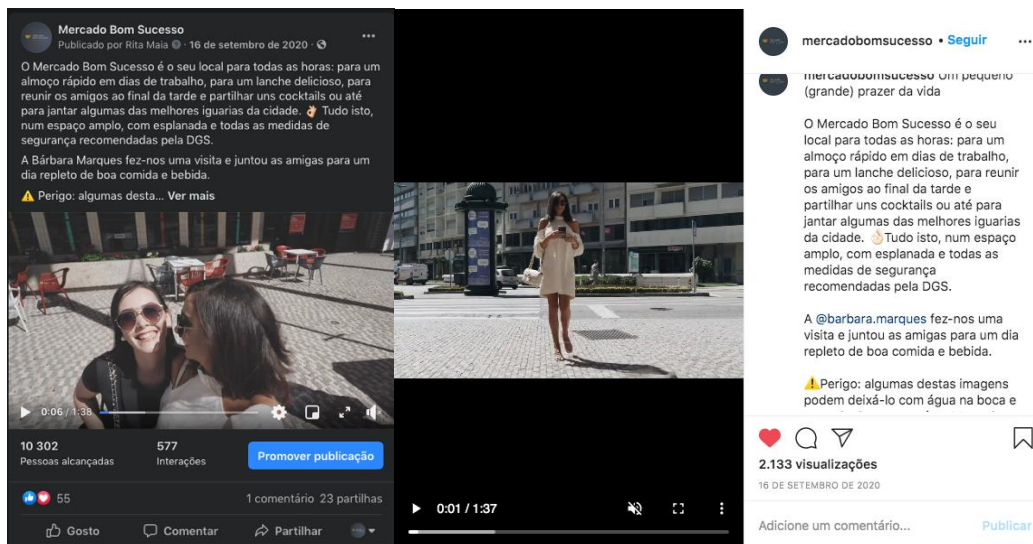 Mercado Bom Sucesso
Publicado por Rita Maia · 16 de setembro de 2020 ·
O Mercado Bom Sucesso é o seu local para todas as horas: para um
almoço rápido em dias de trabalho, para um lanche delicioso, para
reunir os amigos ao final da tarde e partilhar uns cocktails ou até
para jantar algumas das melhores iguarias da cidade. 👌🏻 Tudo isto,
num espaço amplo, com esplanada e todas as medidas de
segurança recomendadas pela DGS.
A Bárbara Marques fez-nos uma visita e juntou as amigas para um
dia repleto de boa comida e bebida.
⚠️ Perigo: algumas desta... Ver mais
0:06 / 1:38
10 302
Pessoas alcançadas
577
Interações
Promover publicação
55
1 comentário 23 partilhas
Gosto
Comentar
Partilhar
0:01 / 1:37
mercadobomsucesso • Seguir
mercadobomsucesso Um pequeno
(grande) prazer da vida
O Mercado Bom Sucesso é o seu
local para todas as horas: para um
almoço rápido em dias de trabalho,
para um lanche delicioso, para reunir
os amigos ao final da tarde e
partilhar uns cocktails ou até para
jantar algumas das melhores iguarias
da cidade. 👌🏻Tudo isto, num espaço
amplo, com esplanada e todas as
medidas de segurança
recomendadas pela DGS.
A @barbara.marques fez-nos uma
visita e juntou as amigas para um dia
repleto de boa comida e bebida.
⚠️Perigo: algumas destas imagens
podem deixá-lo com água na boca e
2.133 visualizações
16 DE SETEMBRO DE 2020
Adicione um comentário...
Publicar